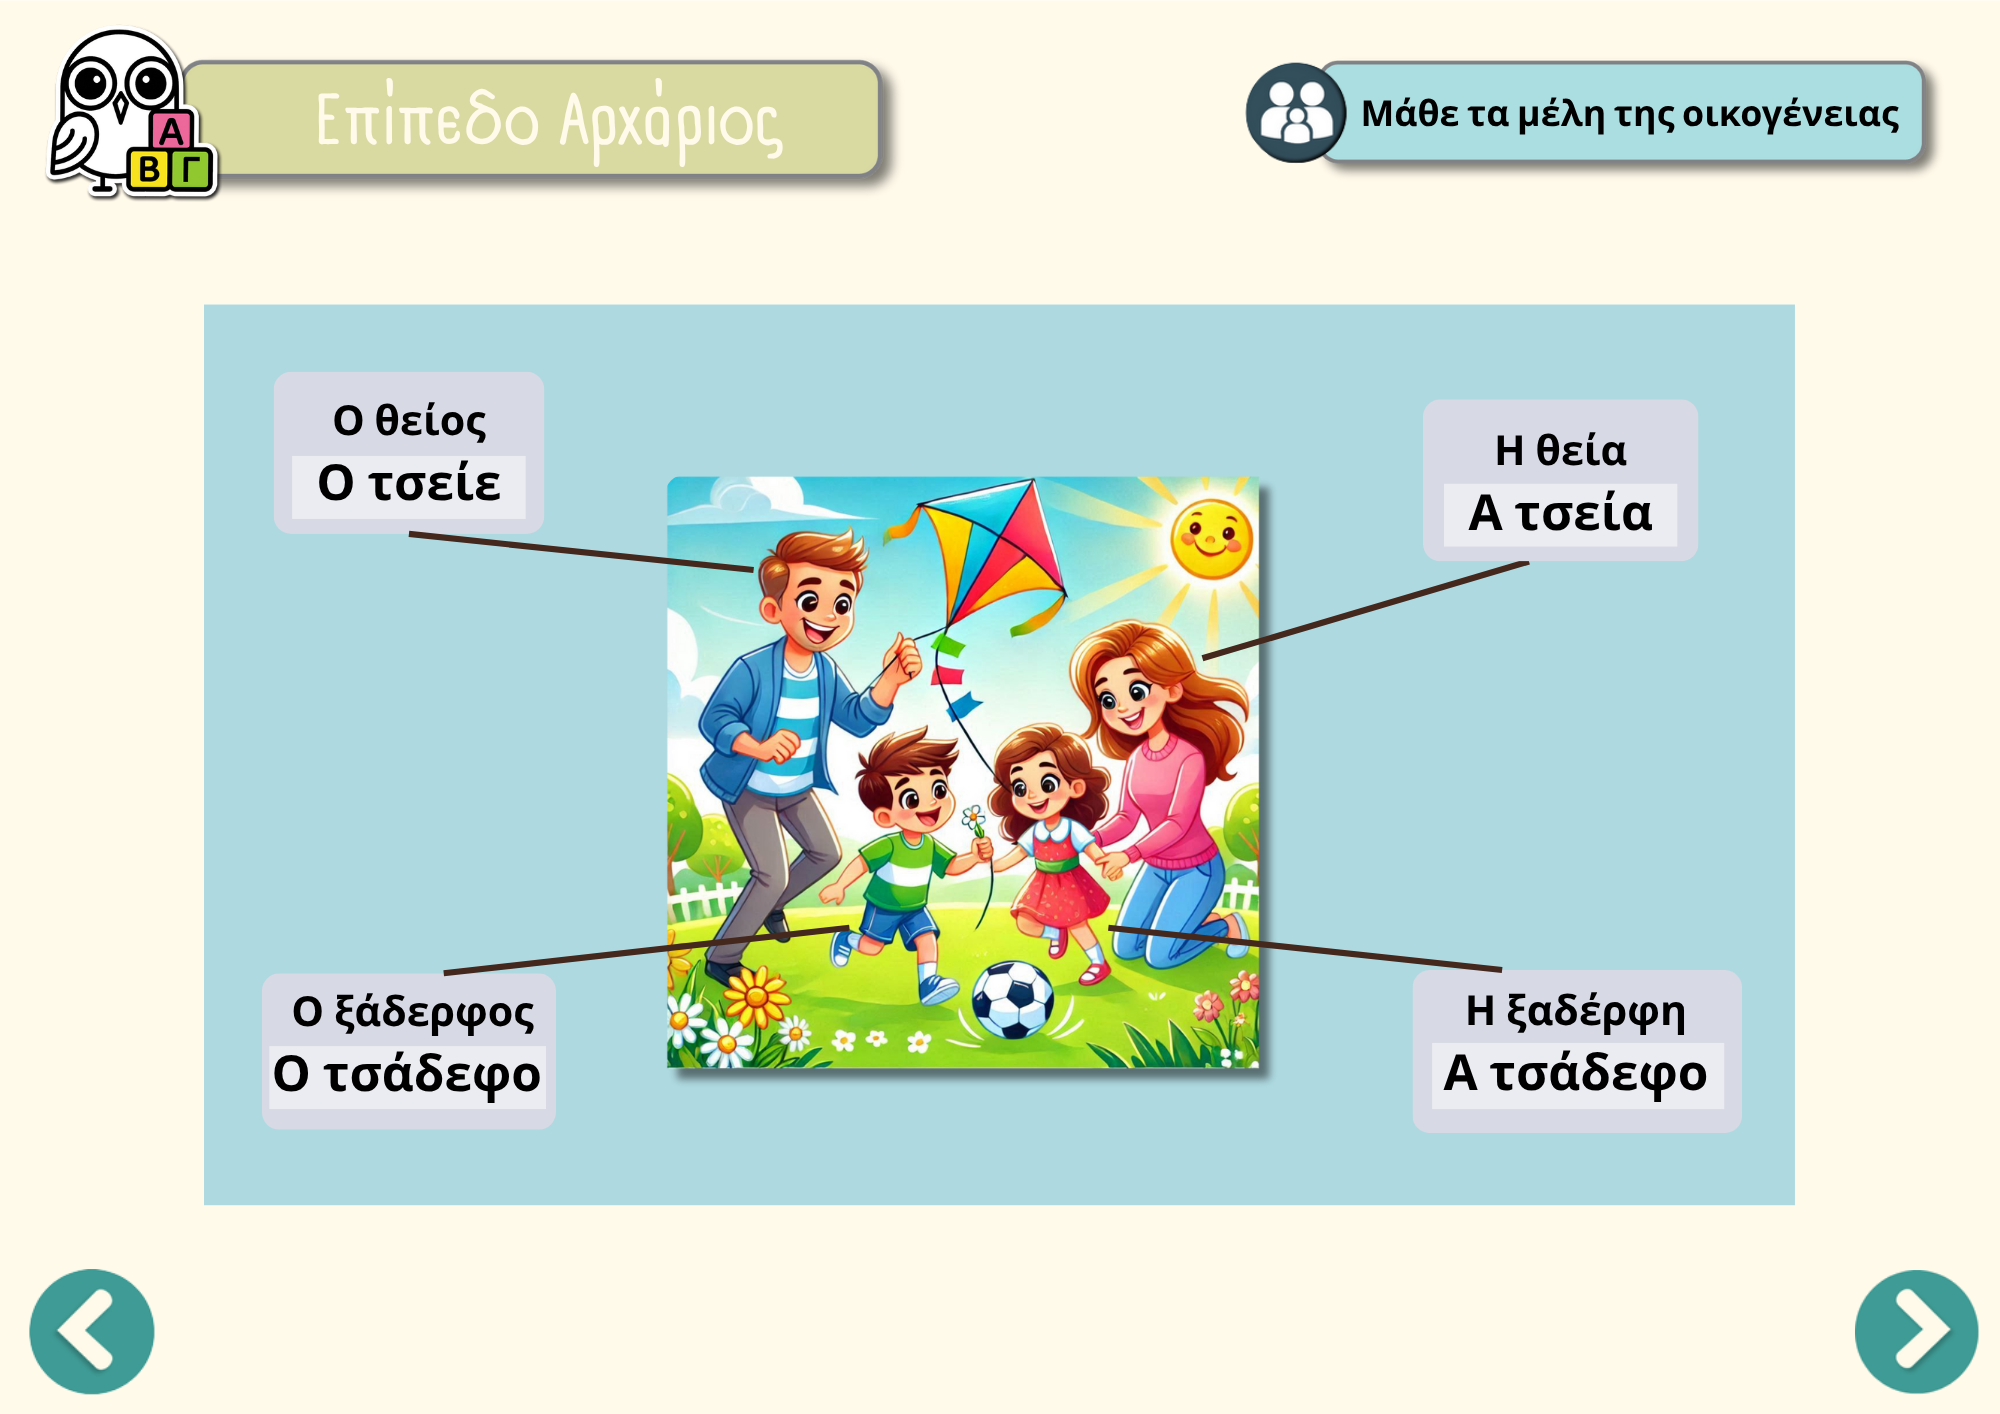 Α
Β Γ
Επίπεδο Αρχάριος
Μάθε τα μέλη της οικογένειας
Ο θείος
Ο τσείε
Η θεία
Α τσεία
Ο ξάδερφος
Ο τσάδεφο
Η ξαδέρφη
Α τσάδεφο